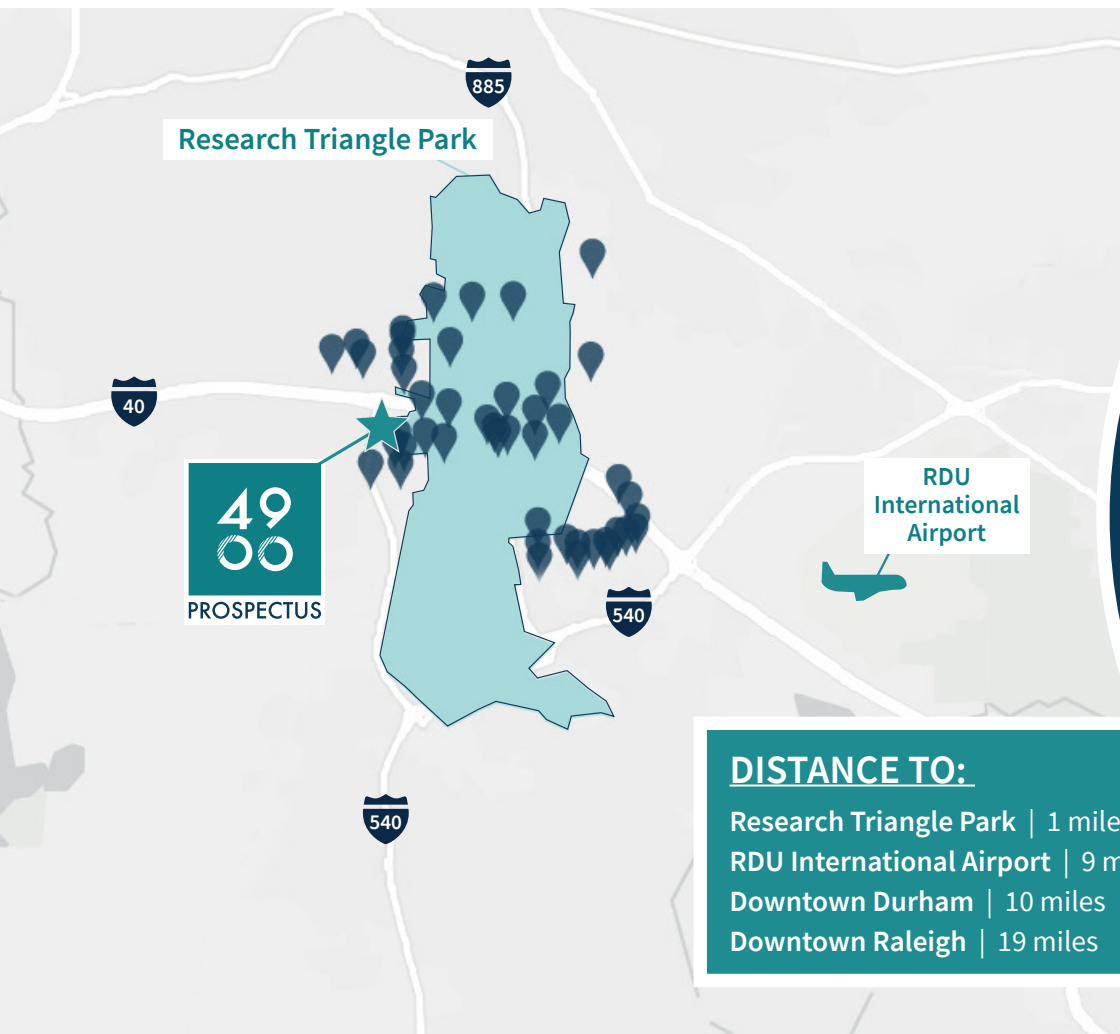 885
Research Triangle Park
40
RDU
International
Airport
49
00
PROSPECTUS
540
540
DISTANCE TO:
Research Triangle Park | 1 mile
RDU International Airport | 9 m
Downtown Durham | 10 miles
Downtown Raleigh | 19 miles